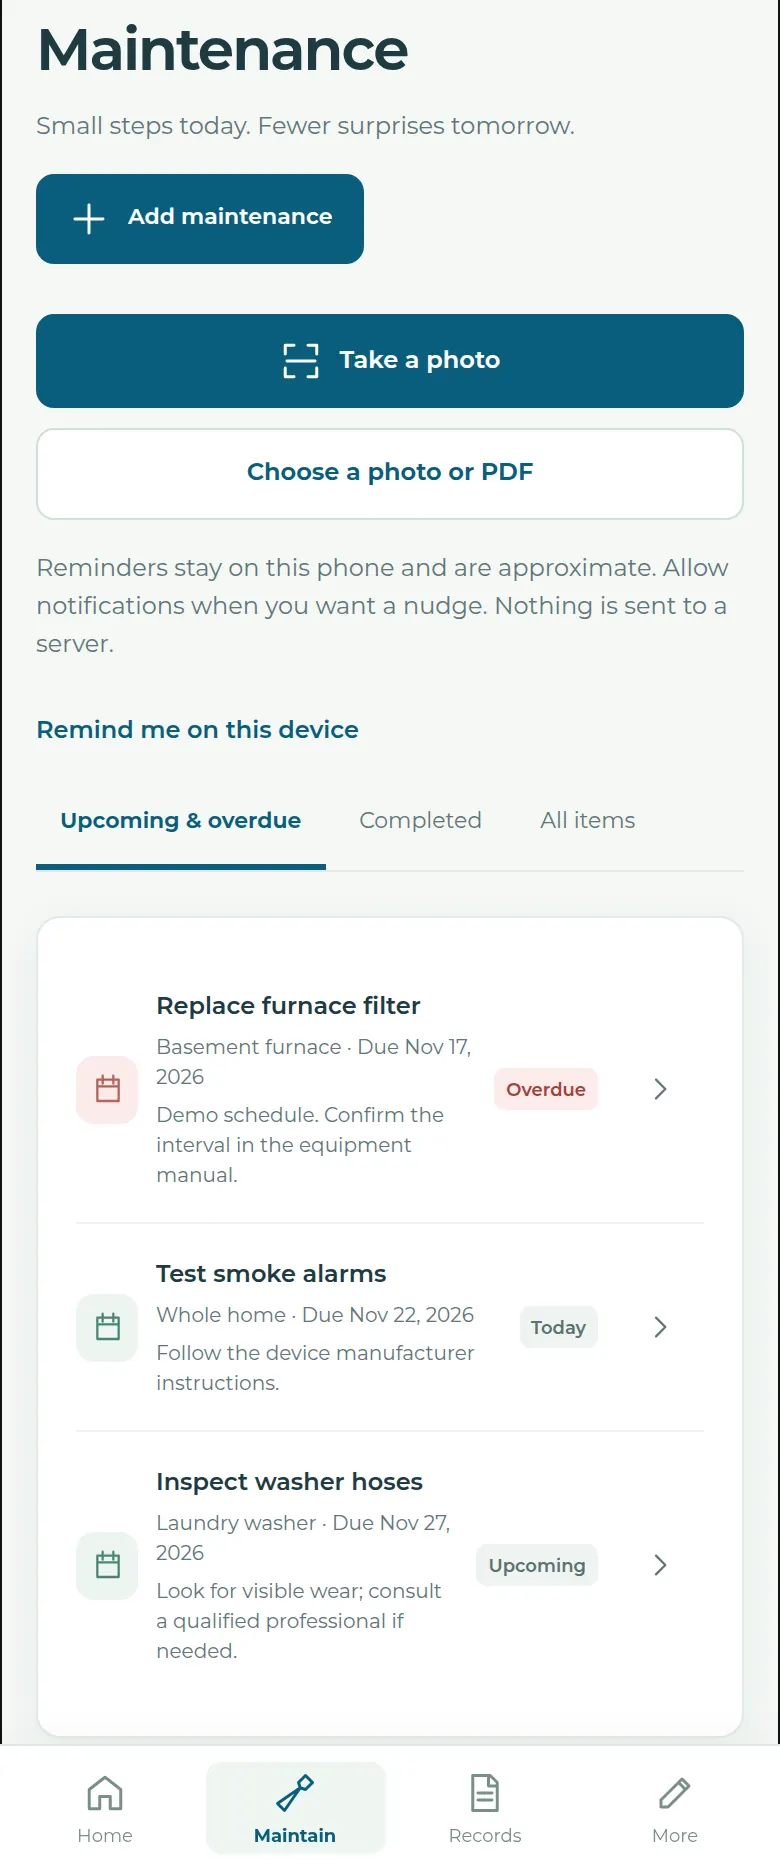 Maintenance
Small steps today. Fewer surprises tomorrow.
Add maintenance
Take a photo
Choose a photo or PDF
Reminders stay on this phone and are approximate. Allow
notifications when you want a nudge. Nothing is sent to a
server.
Remind me on this device
Upcoming & overdue
Completed
All items
Replace furnace filter
Basement furnace · Due Nov 17,
2026
Demo schedule. Confirm the
interval in the equipment
manual.
Overdue
Test smoke alarms
Whole home · Due Nov 22, 2026
Follow the device manufacturer
instructions.
Today
Inspect washer hoses
Laundry washer · Due Nov 27,
2026
Look for visible wear; consult
a qualified professional if
needed.
Upcoming
Home
Maintain
Records
More